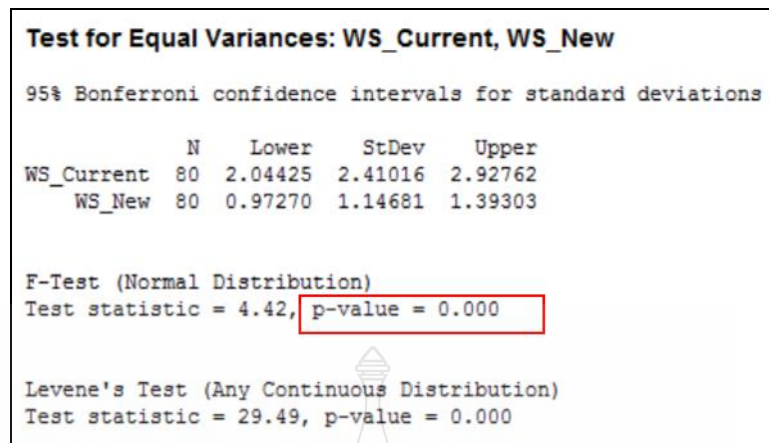 Test for Equal Variances: WS_Current, WS_New
95% Bonferroni confidence intervals for standard deviations
N Lower StDev Upper
WS_Current 80 2.04425 2.41016 2.92762
WS_New 80 0.97270 1.14681 1.39303
F-Test (Normal Distribution)
Test statistic = 4.42, p-value = 0.000
Levene's Test (Any Continuous Distribution)
Test statistic = 29.49, p-value = 0.000